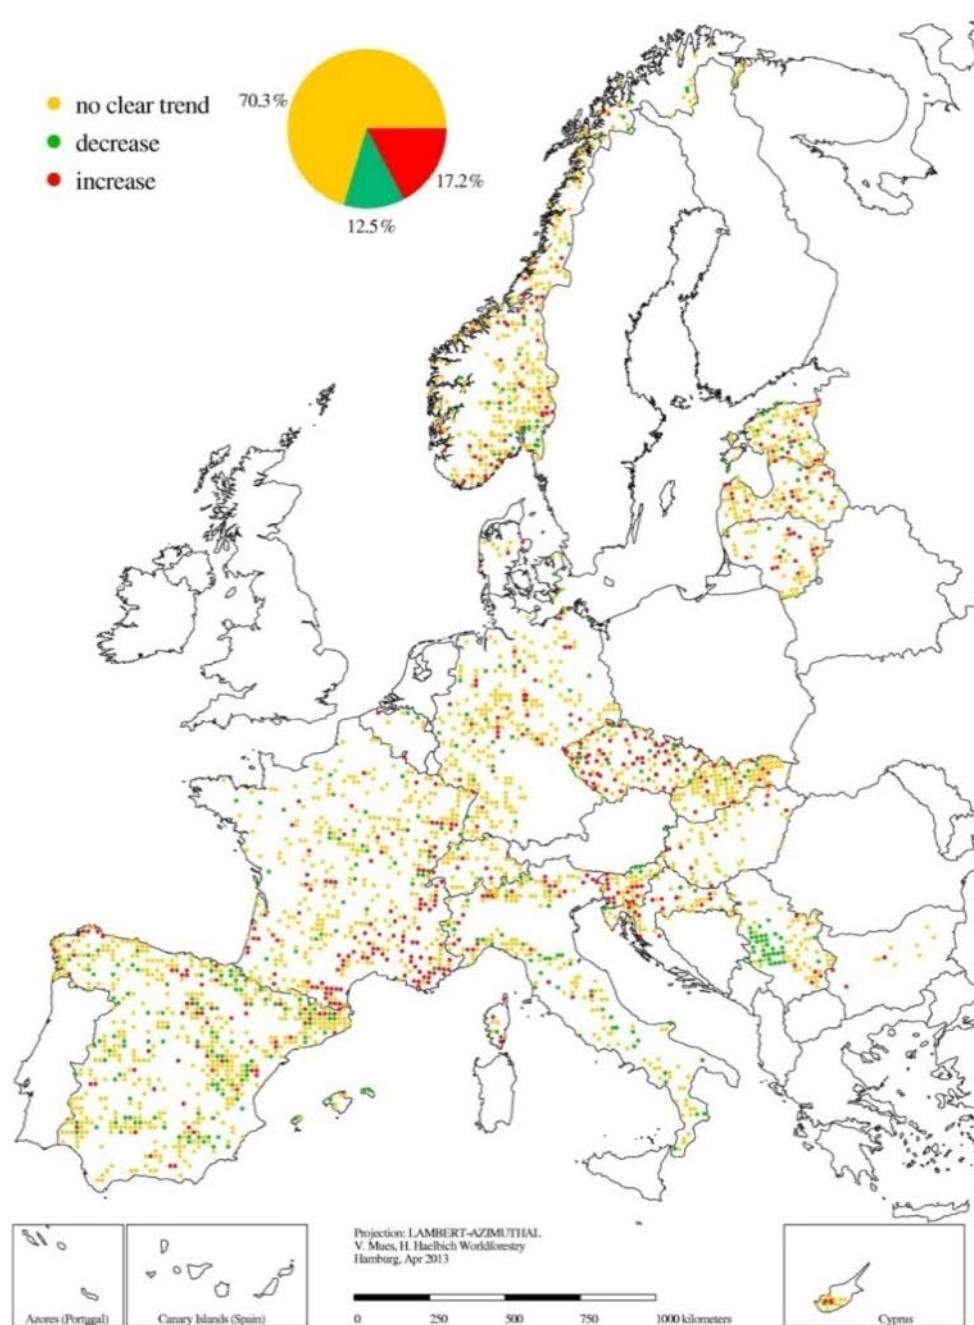 70.3%
no clear trend
decrease
increase
17.2%
12.5%
Projection: LAMBERT-AZIMUTHAL
V. Mues, H. Haelbich Worldforestry
Hamburg, Apr 2013
Azores (Portugal)
Canary Islands (Spain)
0 250 500 750 1000 kilometers
Cyprus